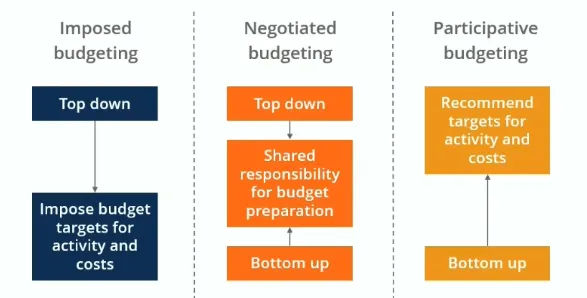 Imposed
budgeting
Top down
Impose budget
targets for
activity and
costs
Negotiated
budgeting
Top down
Shared
responsibility
for budget
preparation
Bottom up
Participative
budgeting
Recommend
targets for
activity and
costs
Bottom up